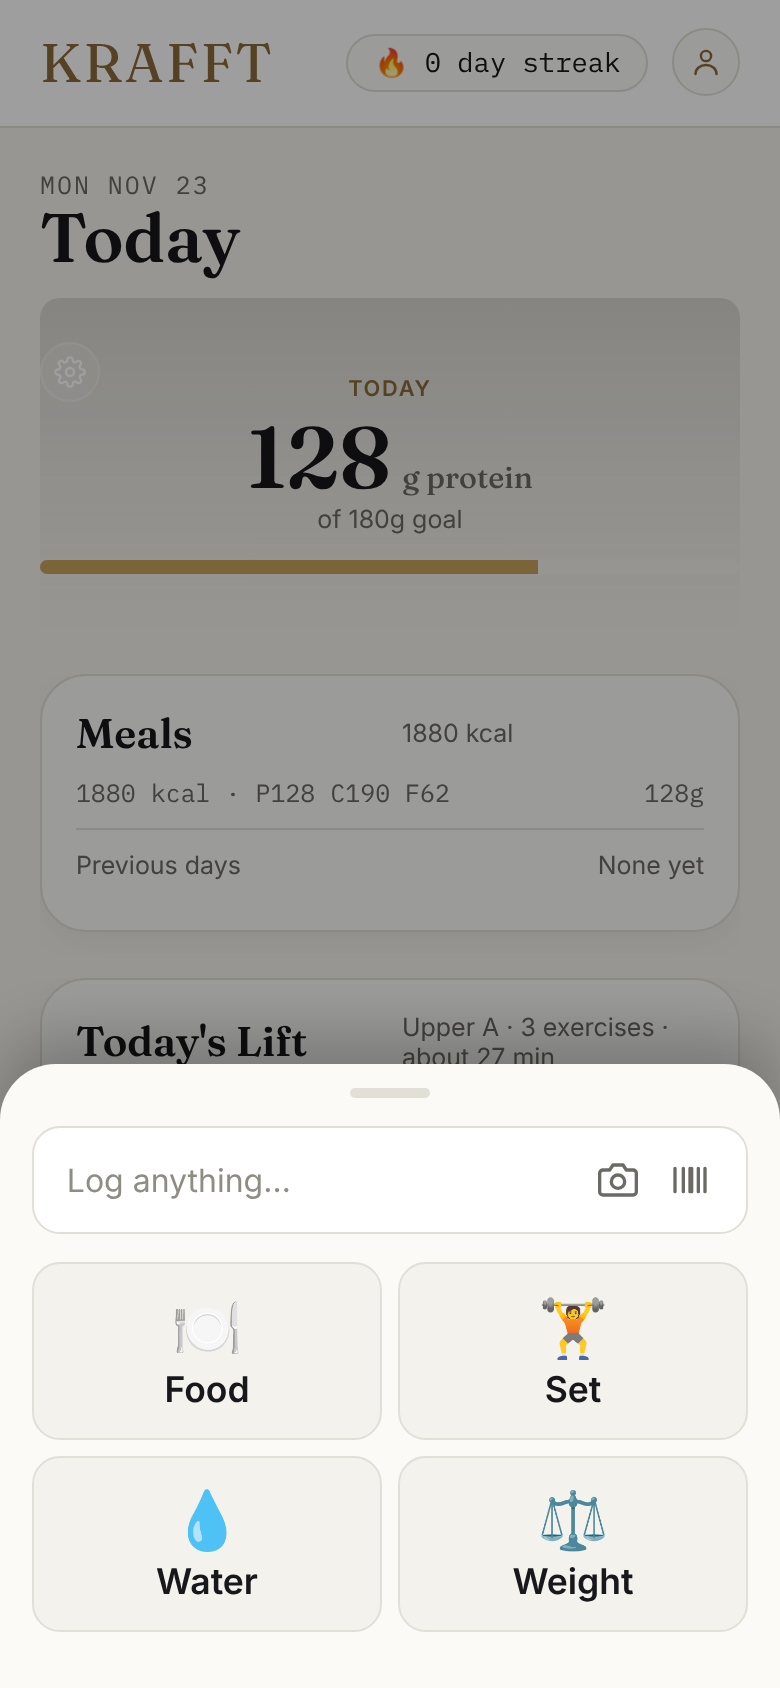 KRAFFT
🔥 0 day streak
MON NOV 23
Today
TODAY
128 g protein
of 180g goal
Meals
1880 kcal
1880 kcal · P128 C190 F62
128g
Previous days
None yet
Today's Lift
Upper A · 3 exercises ·
about 27 min
Log anything...
Food
Set
Water
Weight